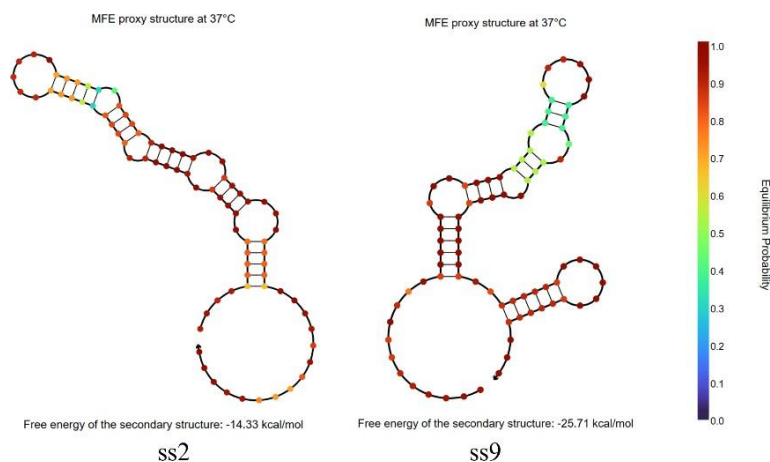 MFE proxy structure at 37°C
MFE proxy structure at 37°C
1.0
0.9
0.8
0.7
0.6
0.5
0.4
0.3
0.2
0.1
0.0
Equilibrium Probability
Free energy of the secondary structure: -14.33 kcal/mol
Free energy of the secondary structure: -25.71 kcal/mol
ss2
ss9